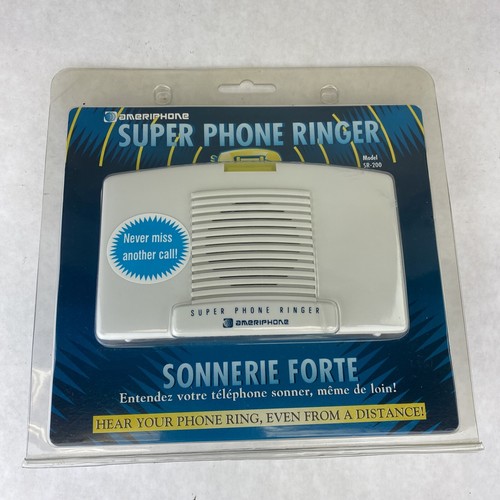 AMERIPHONE
SUPER PHONE RINGER
Model
SR-200
Never miss
another call!
SUPER PHONE RINGER
AMERIPHONE
SONNERIE FORTE
Entendez votre téléphone sonner, même de loin!
HEAR YOUR PHONE RING, EVEN FROM A DISTANCE!